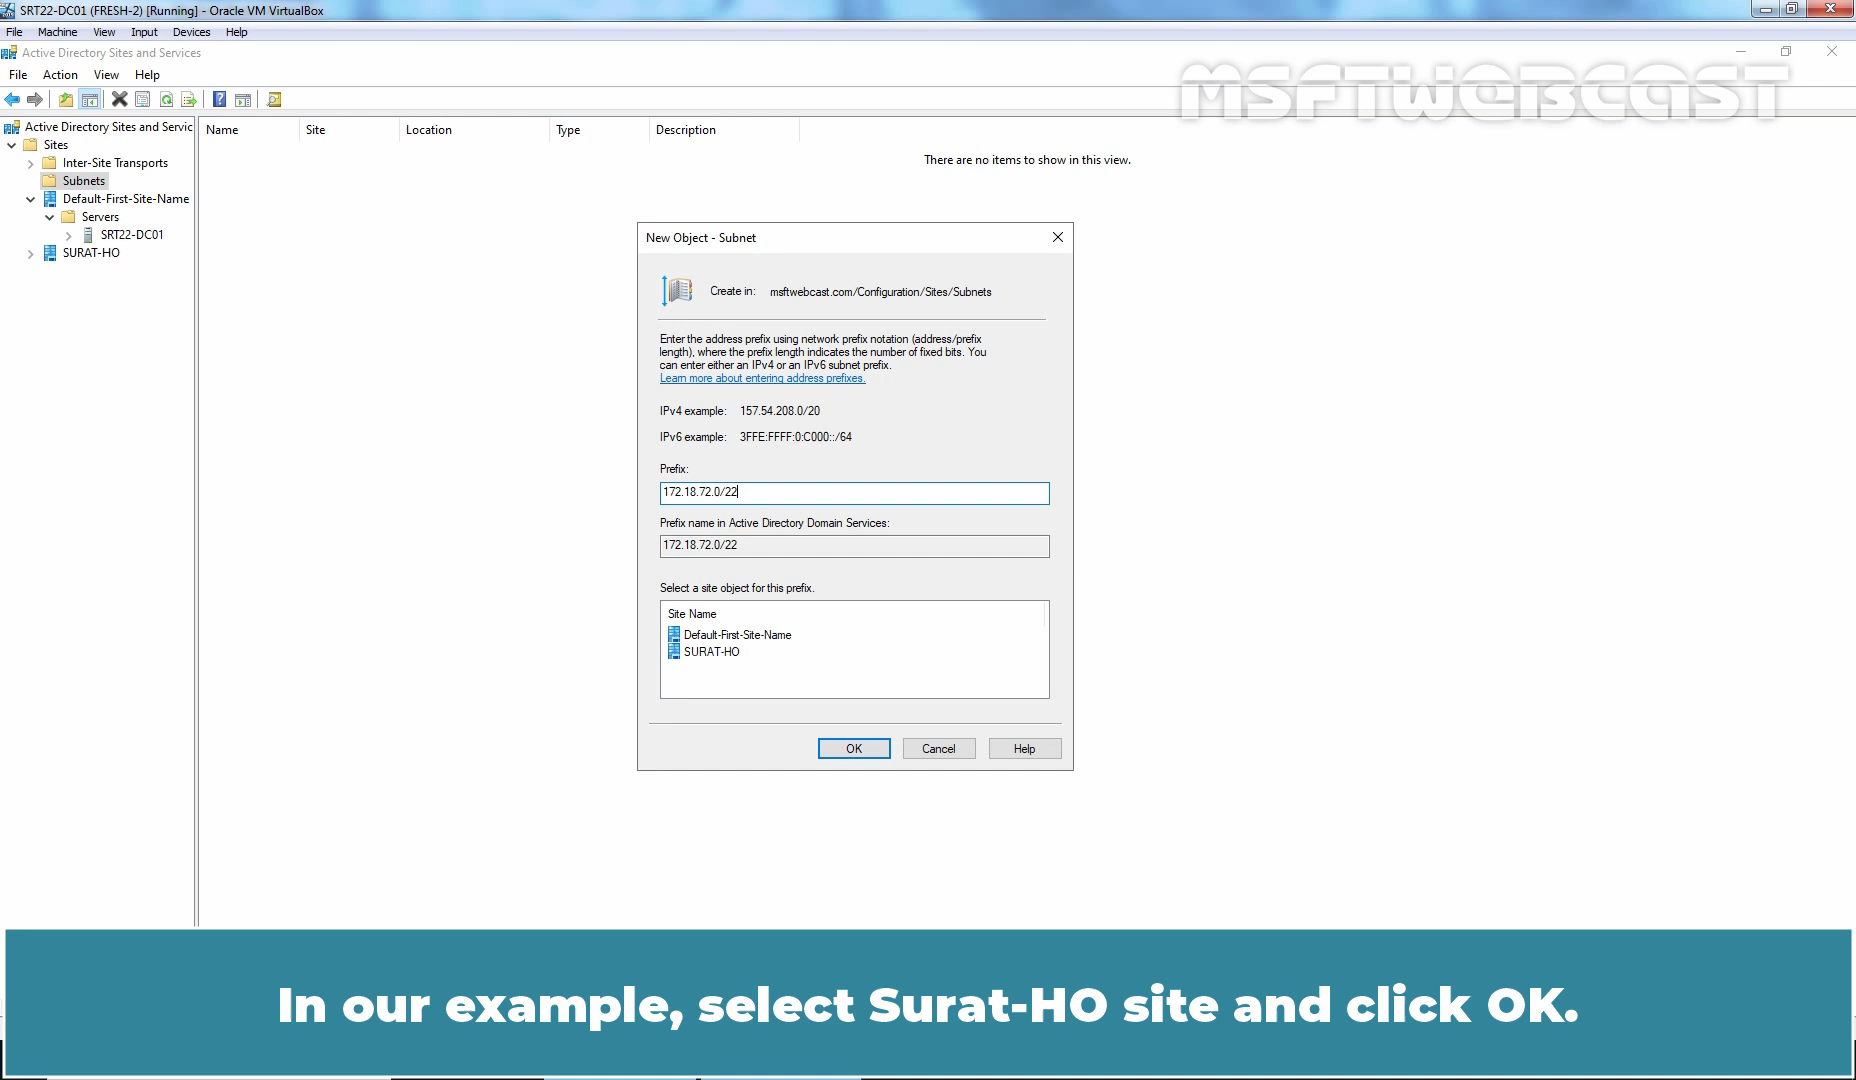 SRT22-DC01 (FRESH-2) [Running] - Oracle VM VirtualBox
File Machine View Input Devices Help
Active Directory Sites and Services
File Action View Help
MSFTWEBCAST
Active Directory Sites and Servic
Sites
Inter-Site Transports
Subnets
Default-First-Site-Name
Servers
SRT22-DC01
SURAT-HO
Name Site Location Type Description
There are no items to show in this view.
New Object - Subnet
Create in: msftwebcast.com/Configuration/Sites/Subnets
Enter the address prefix using network prefix notation (address/prefix
length), where the prefix length indicates the number of fixed bits. You
can enter either an IPv4 or an IPv6 subnet prefix.
Learn more about entering address prefixes.
IPv4 example: 157.54.208.0/20
IPv6 example: 3FFE:FFFF:0:C000::/64
Prefix:
172.18.72.0/22
Prefix name in Active Directory Domain Services:
172.18.72.0/22
Select a site object for this prefix.
Site Name
Default-First-Site-Name
SURAT-HO
OK Cancel Help
In our example, select Surat-HO site and click OK.